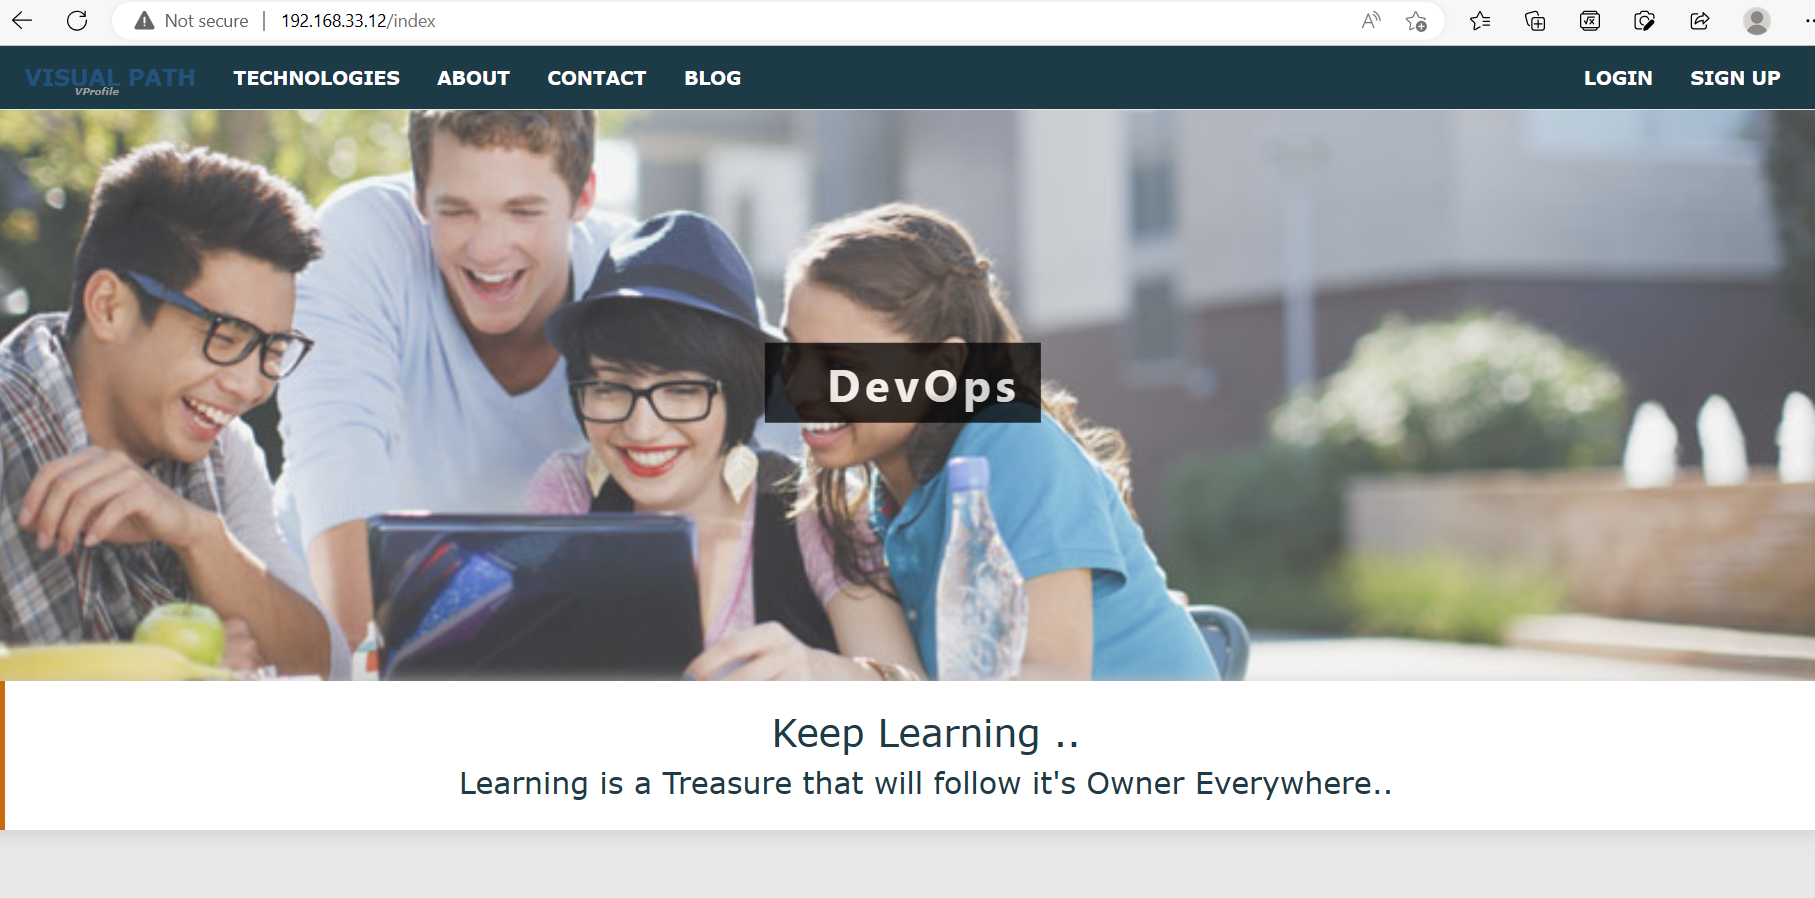 Not secure | 192.168.33.12/index
VISUAL PATH
VProfile
TECHNOLOGIES ABOUT CONTACT BLOG LOGIN SIGN UP
DevOps
Keep Learning ..
Learning is a Treasure that will follow it's Owner Everywhere..